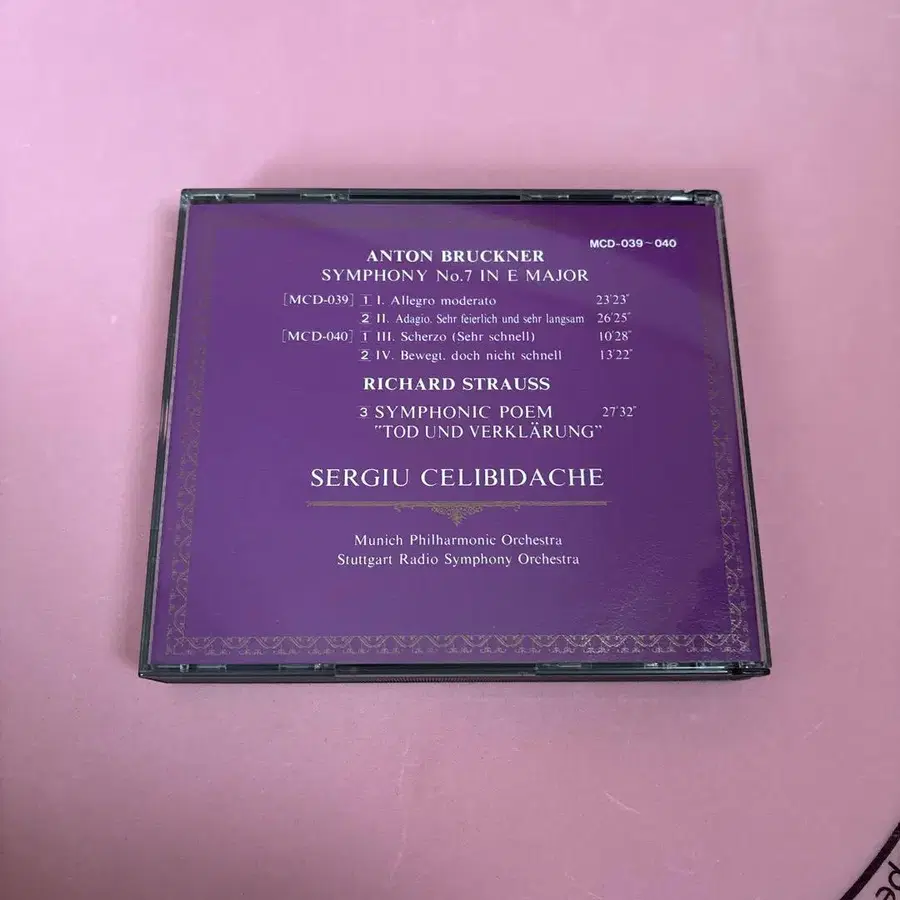 MCD-039~040
ANTON BRUCKNER
SYMPHONY No.7 IN E MAJOR
[MCD-039] 1 I. Allegro moderato 23'23"
2 II. Adagio. Sehr feierlich und sehr langsam 26'25"
[MCD-040] 1 III. Scherzo (Sehr schnell) 10'28"
2 IV. Bewegt. doch nicht schnell 13'22"
RICHARD STRAUSS
3 SYMPHONIC POEM 27'32"
"TOD UND VERKLÄRUNG"
SERGIU CELIBIDACHE
Munich Philharmonic Orchestra
Stuttgart Radio Symphony Orchestra